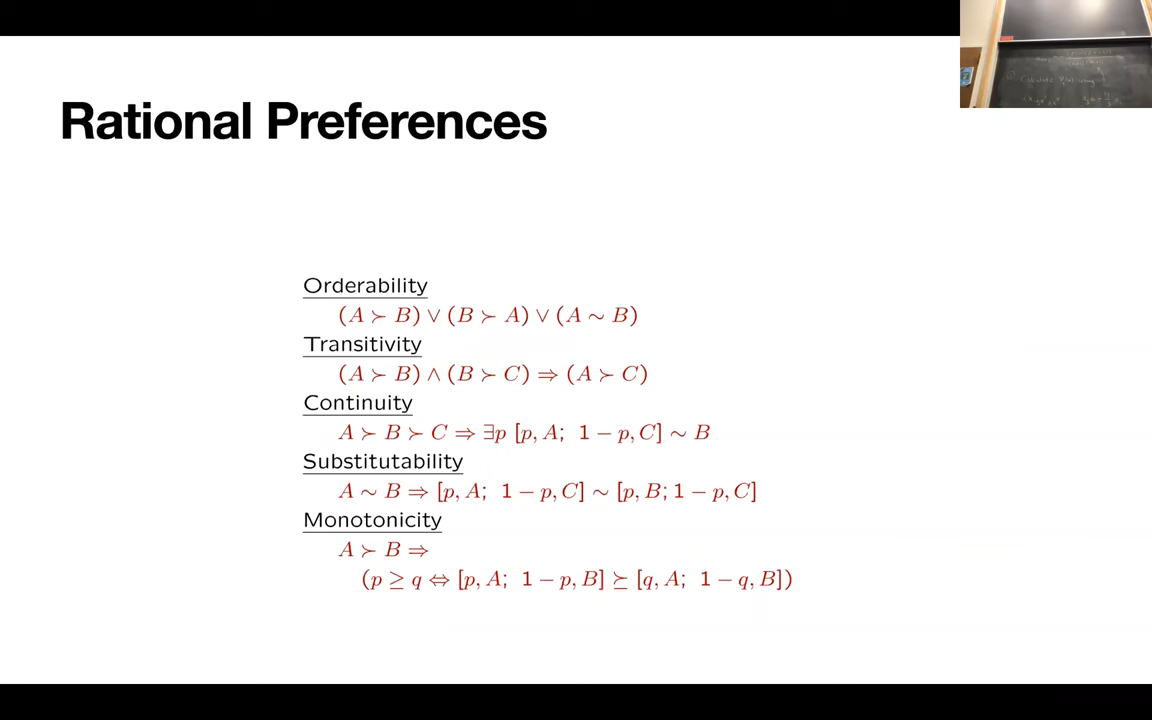 Rational Preferences
Orderability
(A ≻ B) ∨ (B ≻ A) ∨ (A ∼ B)
Transitivity
(A ≻ B) ∧ (B ≻ C) ⇒ (A ≻ C)
Continuity
A ≻ B ≻ C ⇒ ∃p [p, A; 1 − p, C] ∼ B
Substitutability
A ∼ B ⇒ [p, A; 1 − p, C] ∼ [p, B; 1 − p, C]
Monotonicity
A ≻ B ⇒
(p ≥ q ⇔ [p, A; 1 − p, B] ⪰ [q, A; 1 − q, B])